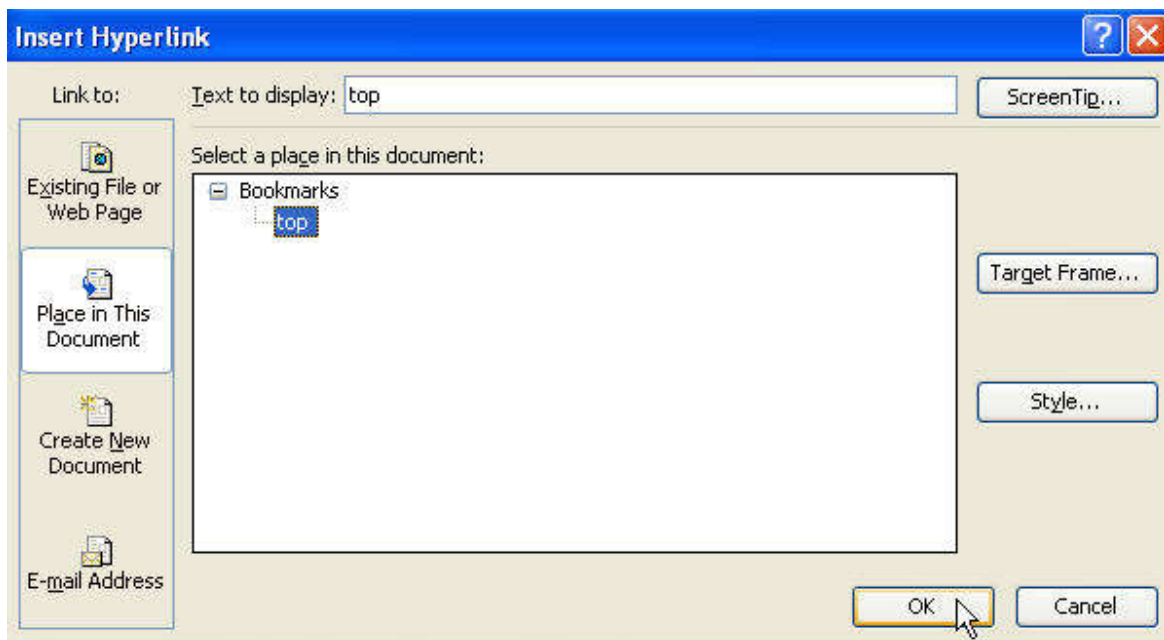 Insert Hyperlink
?
Link to:
Text to display: top
ScreenTip...
Existing File or
Web Page
Place in This
Document
Create New
Document
E-mail Address
Select a place in this document:
Bookmarks
top
Target Frame...
Style...
OK
Cancel